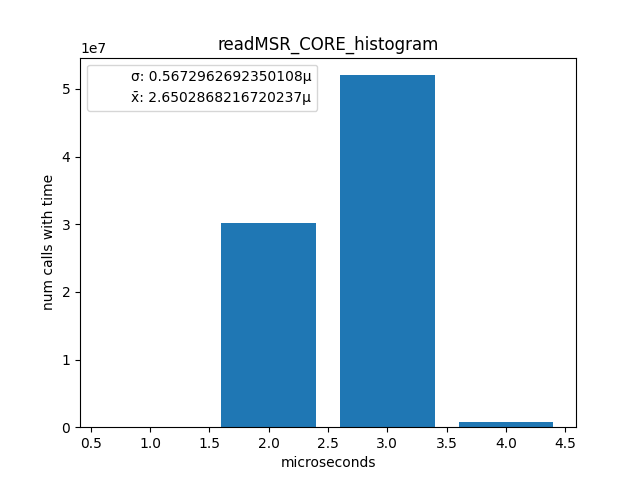 readMSR_CORE_histogram
1e7
σ: 0.5672962692350108μ
x̄: 2.6502868216720237μ
5
4
3
2
1
0
num calls with time
0.5 1.0 1.5 2.0 2.5 3.0 3.5 4.0 4.5
microseconds